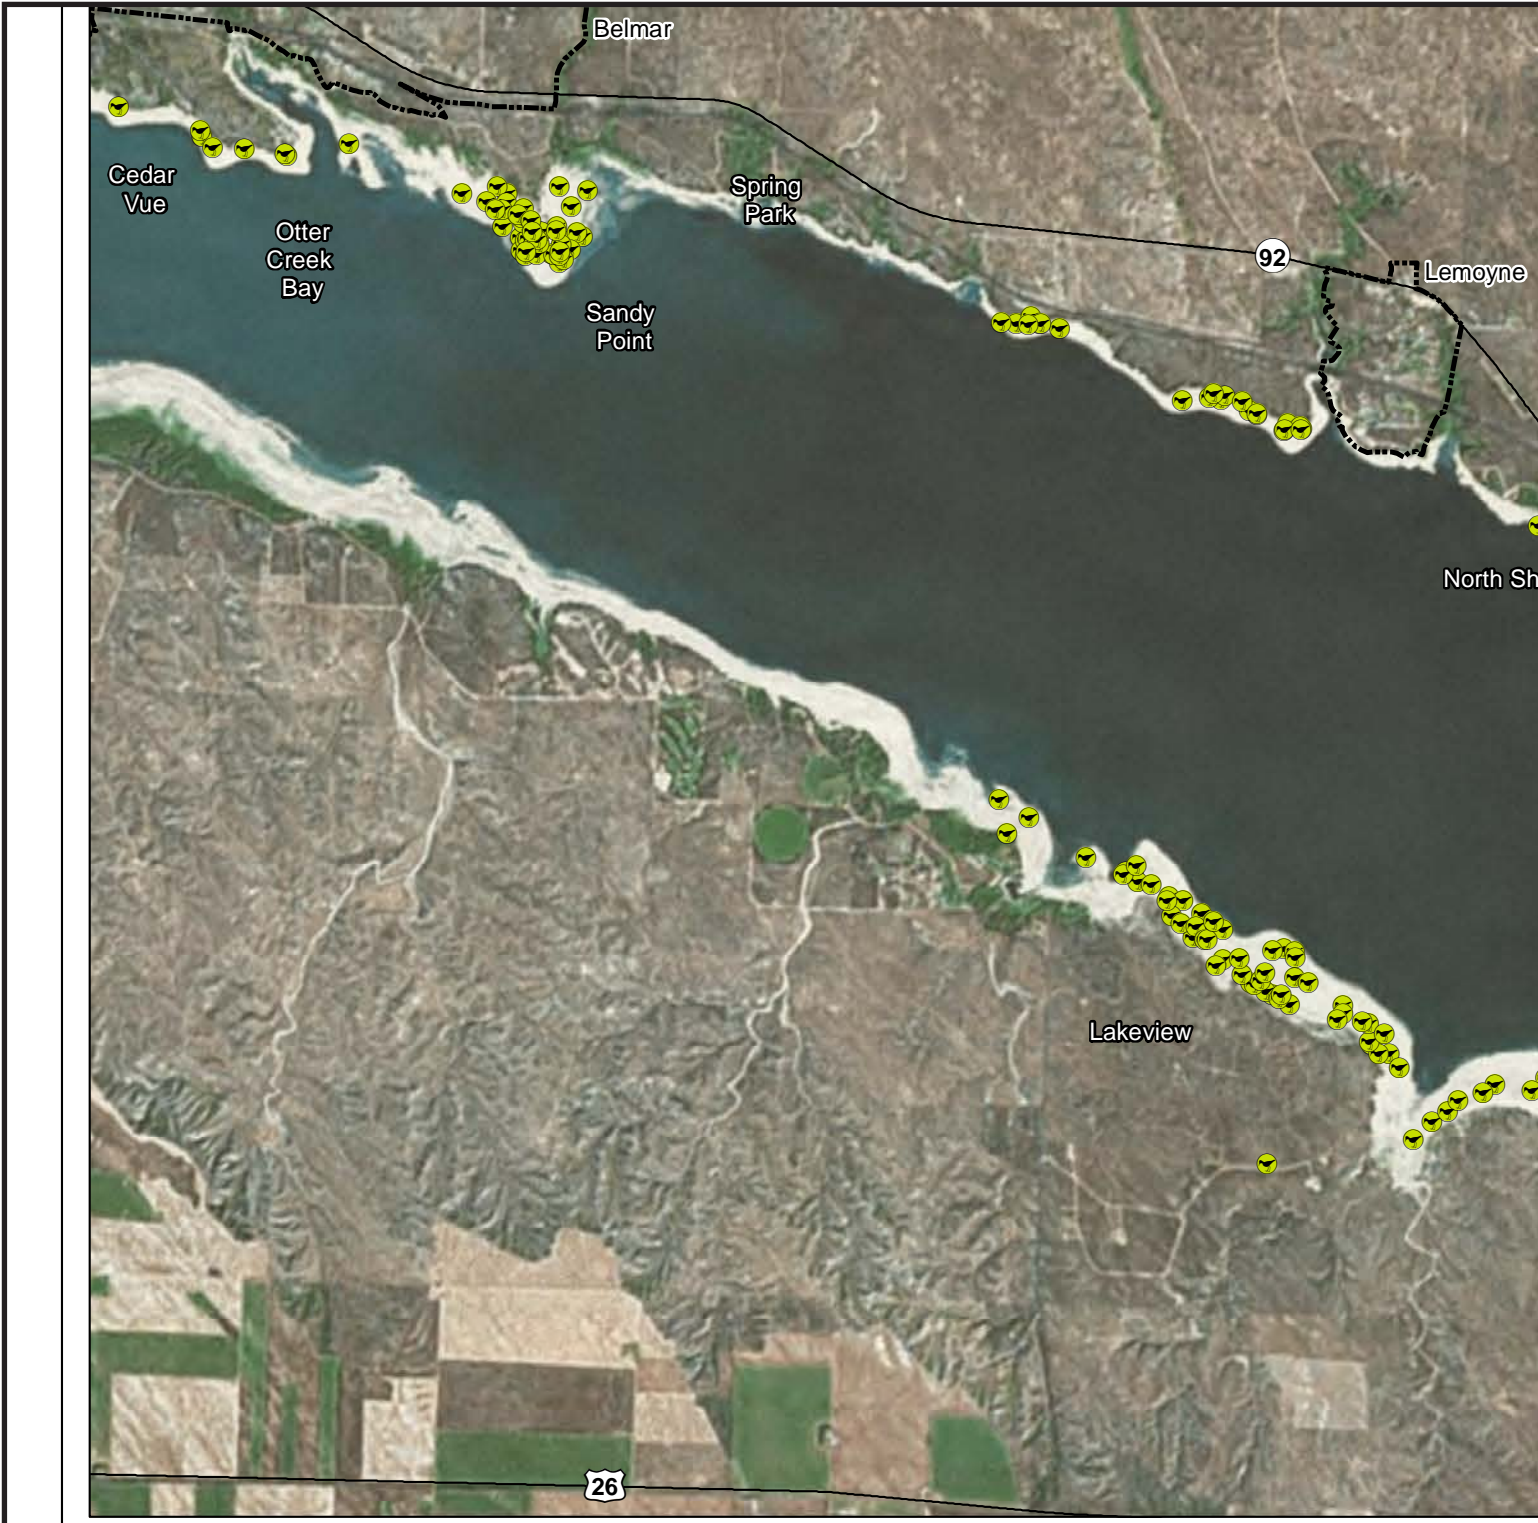 Belmar
Cedar
Vue
Spring
Park
Otter
Creek
Bay
92
Lemoyne
Sandy
Point
North Sh
Lakeview
26